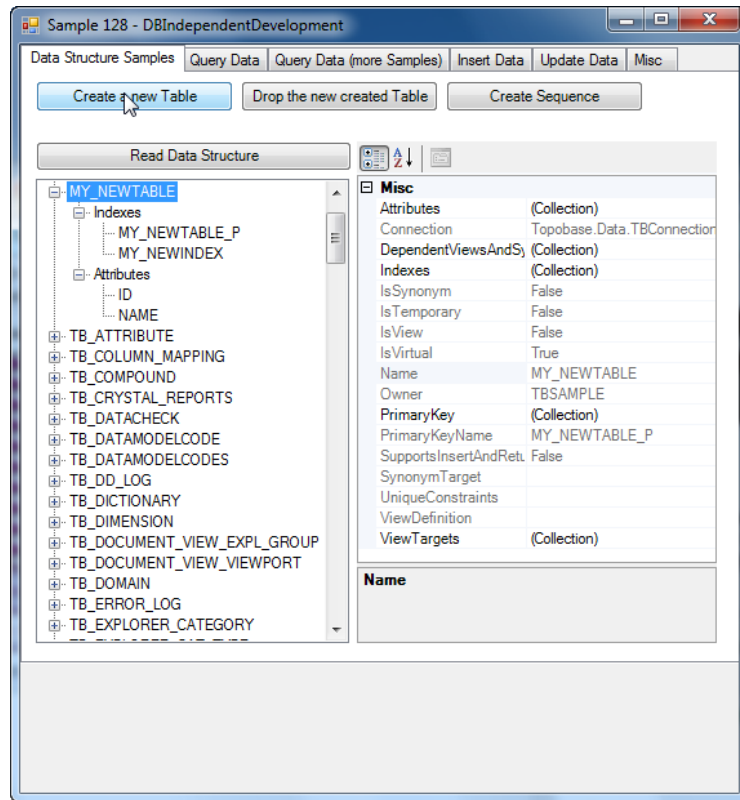 Sample 128 - DBIndependentDevelopment
Data Structure Samples Query Data Query Data (more Samples) Insert Data Update Data Misc
Create a new Table Drop the new created Table Create Sequence
Read Data Structure
MY_NEWTABLE
Indexes
MY_NEWTABLE_P
MY_NEWINDEX
Attributes
ID
NAME
TB_ATTRIBUTE
TB_COLUMN_MAPPING
TB_COMPOUND
TB_CRYSTAL_REPORTS
TB_DATACHECK
TB_DATAMODELCODE
TB_DATAMODELCODES
TB_DD_LOG
TB_DICTIONARY
TB_DIMENSION
TB_DOCUMENT_VIEW_EXPL_GROUP
TB_DOCUMENT_VIEW_VIEWPORT
TB_DOMAIN
TB_ERROR_LOG
TB_EXPLORER_CATEGORY
Misc
Attributes (Collection)
Connection Topobase.Data.TBConnection
DependentViewsAndSy (Collection)
Indexes (Collection)
IsSynonym False
IsTemporary False
IsView False
IsVirtual True
Name MY_NEWTABLE
Owner TBSAMPLE
PrimaryKey (Collection)
PrimaryKeyName MY_NEWTABLE_P
SupportsInsertAndRetu False
SynonymTarget
UniqueConstraints
ViewDefinition
ViewTargets (Collection)
Name